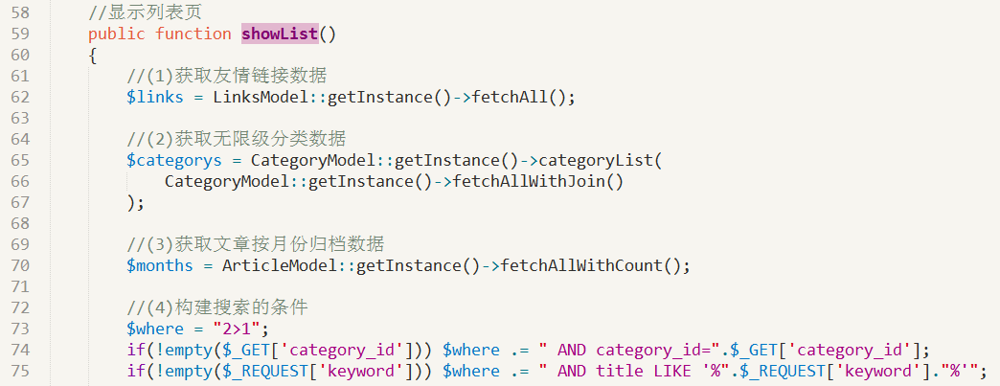 58 //显示列表页
59 public function showList()
60 {
61 //(1)获取友情链接数据
62 $links = LinksModel::getInstance()->fetchAll();
63
64 //(2)获取无限级分类数据
65 $categorys = CategoryModel::getInstance()->categoryList(
66 CategoryModel::getInstance()->fetchAllWithJoin()
67 );
68
69 //(3)获取文章按月份归档数据
70 $months = ArticleModel::getInstance()->fetchAllWithCount();
71
72 //(4)构建搜索的条件
73 $where = "2>1";
74 if(!empty($_GET['category_id'])) $where .= " AND category_id=".$_GET['category_id'];
75 if(!empty($_REQUEST['keyword'])) $where .= " AND title LIKE '%".$_REQUEST['keyword']."%'";